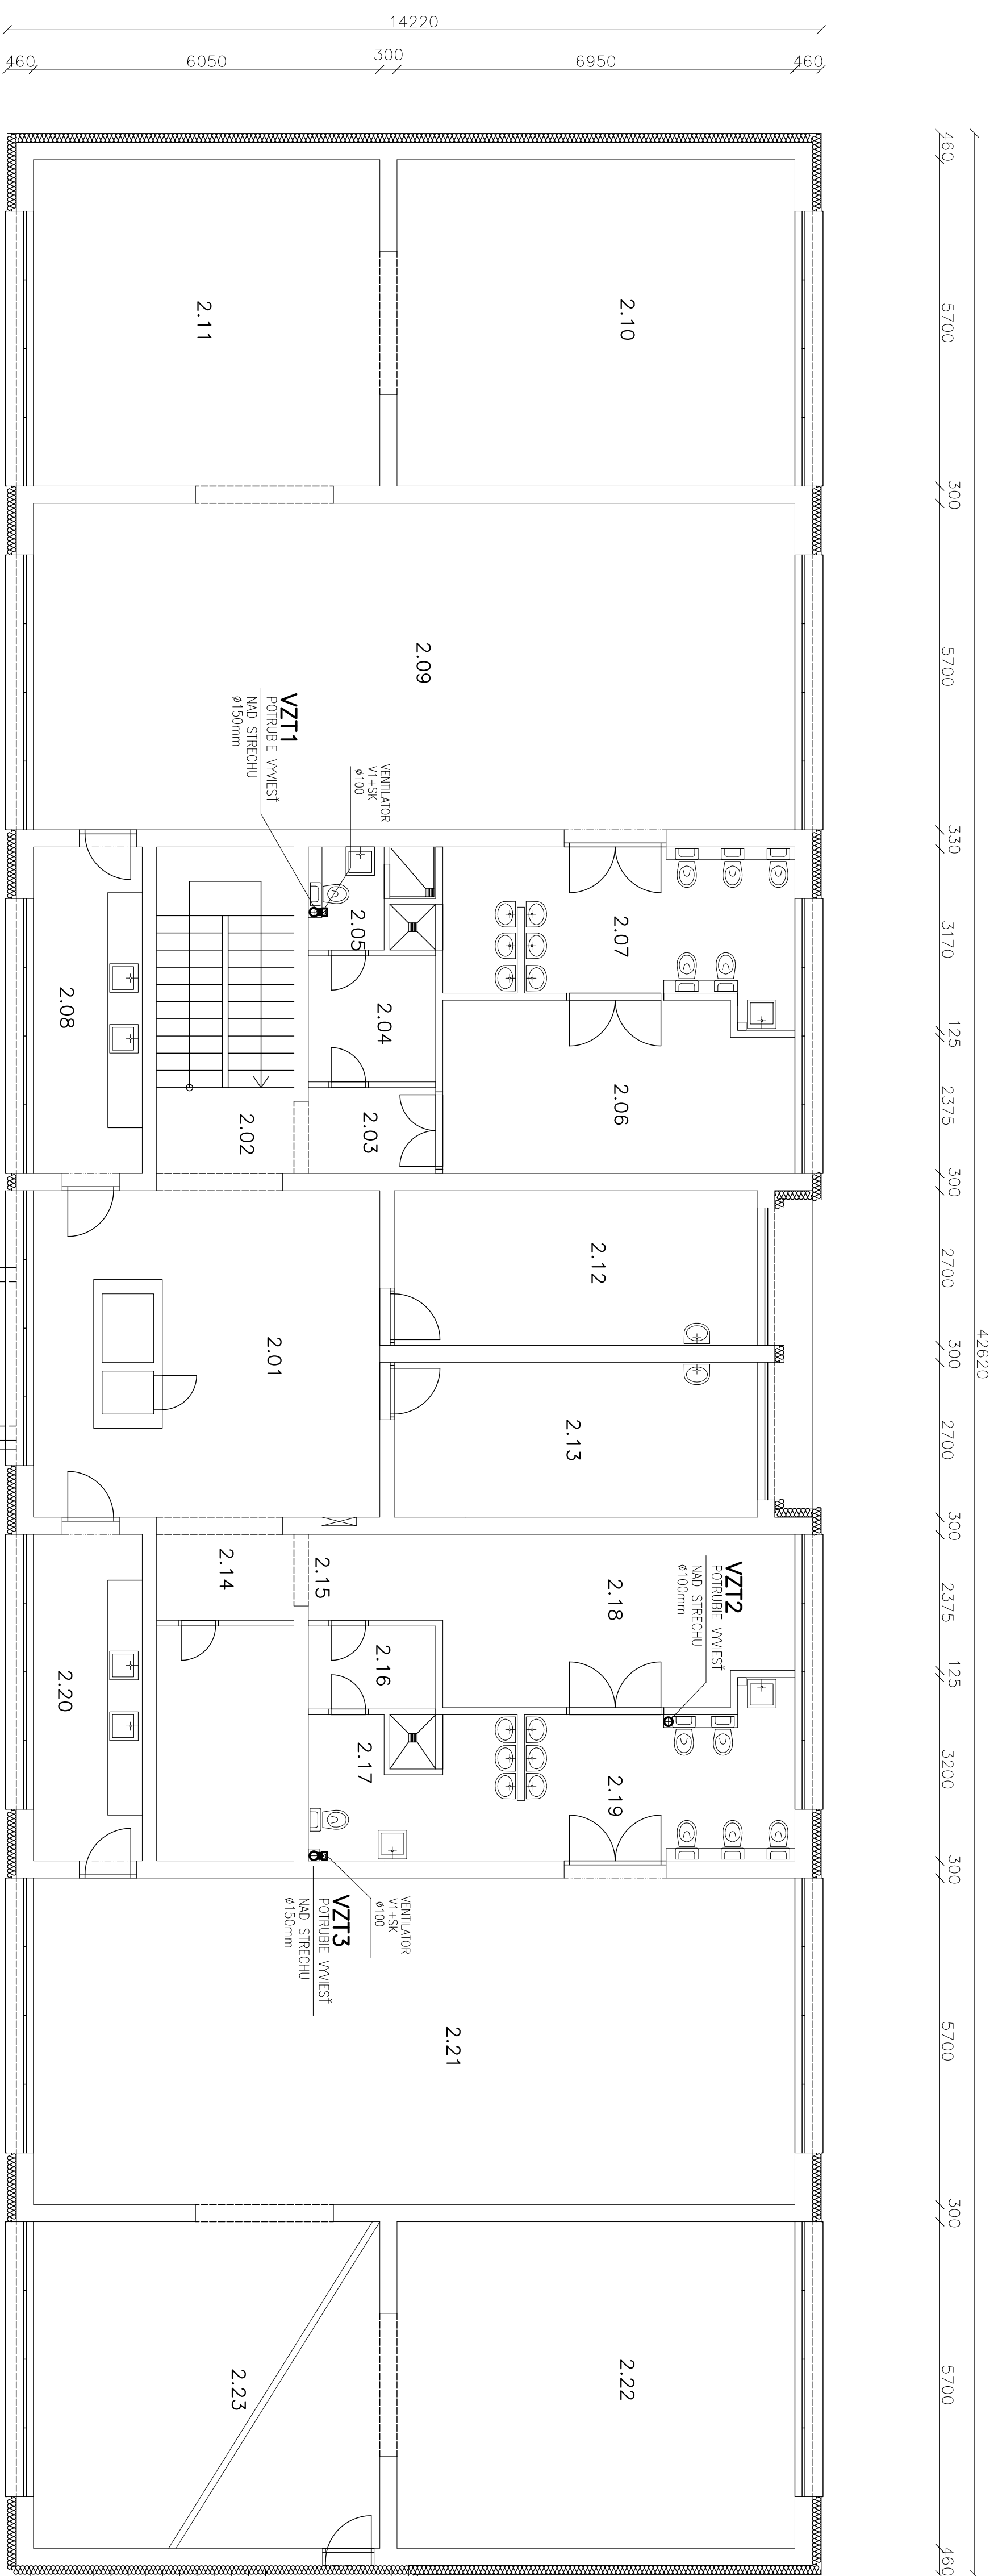 14220
460
6050
300
6950
460
42620
460
5700
300
5700
330
3170
125
2375
300
2700
300
2700
300
2375
125
3200
300
5700
300
5700
460
2.10
2.11
2.09
VZT1
POTRUBIE VYVIESŤ
NAD STRECHU
ø150mm
VENTILATOR
V1+SK
ø100
2.05
2.07
2.04
2.08
2.06
2.03
2.02
2.12
2.01
2.13
2.14
2.15
2.18
VZT2
POTRUBIE VYVIESŤ
NAD STRECHU
ø100mm
2.16
2.20
2.17
2.19
VENTILATOR
V1+SK
ø100
VZT3
POTRUBIE VYVIESŤ
NAD STRECHU
ø150mm
2.21
2.22
2.23